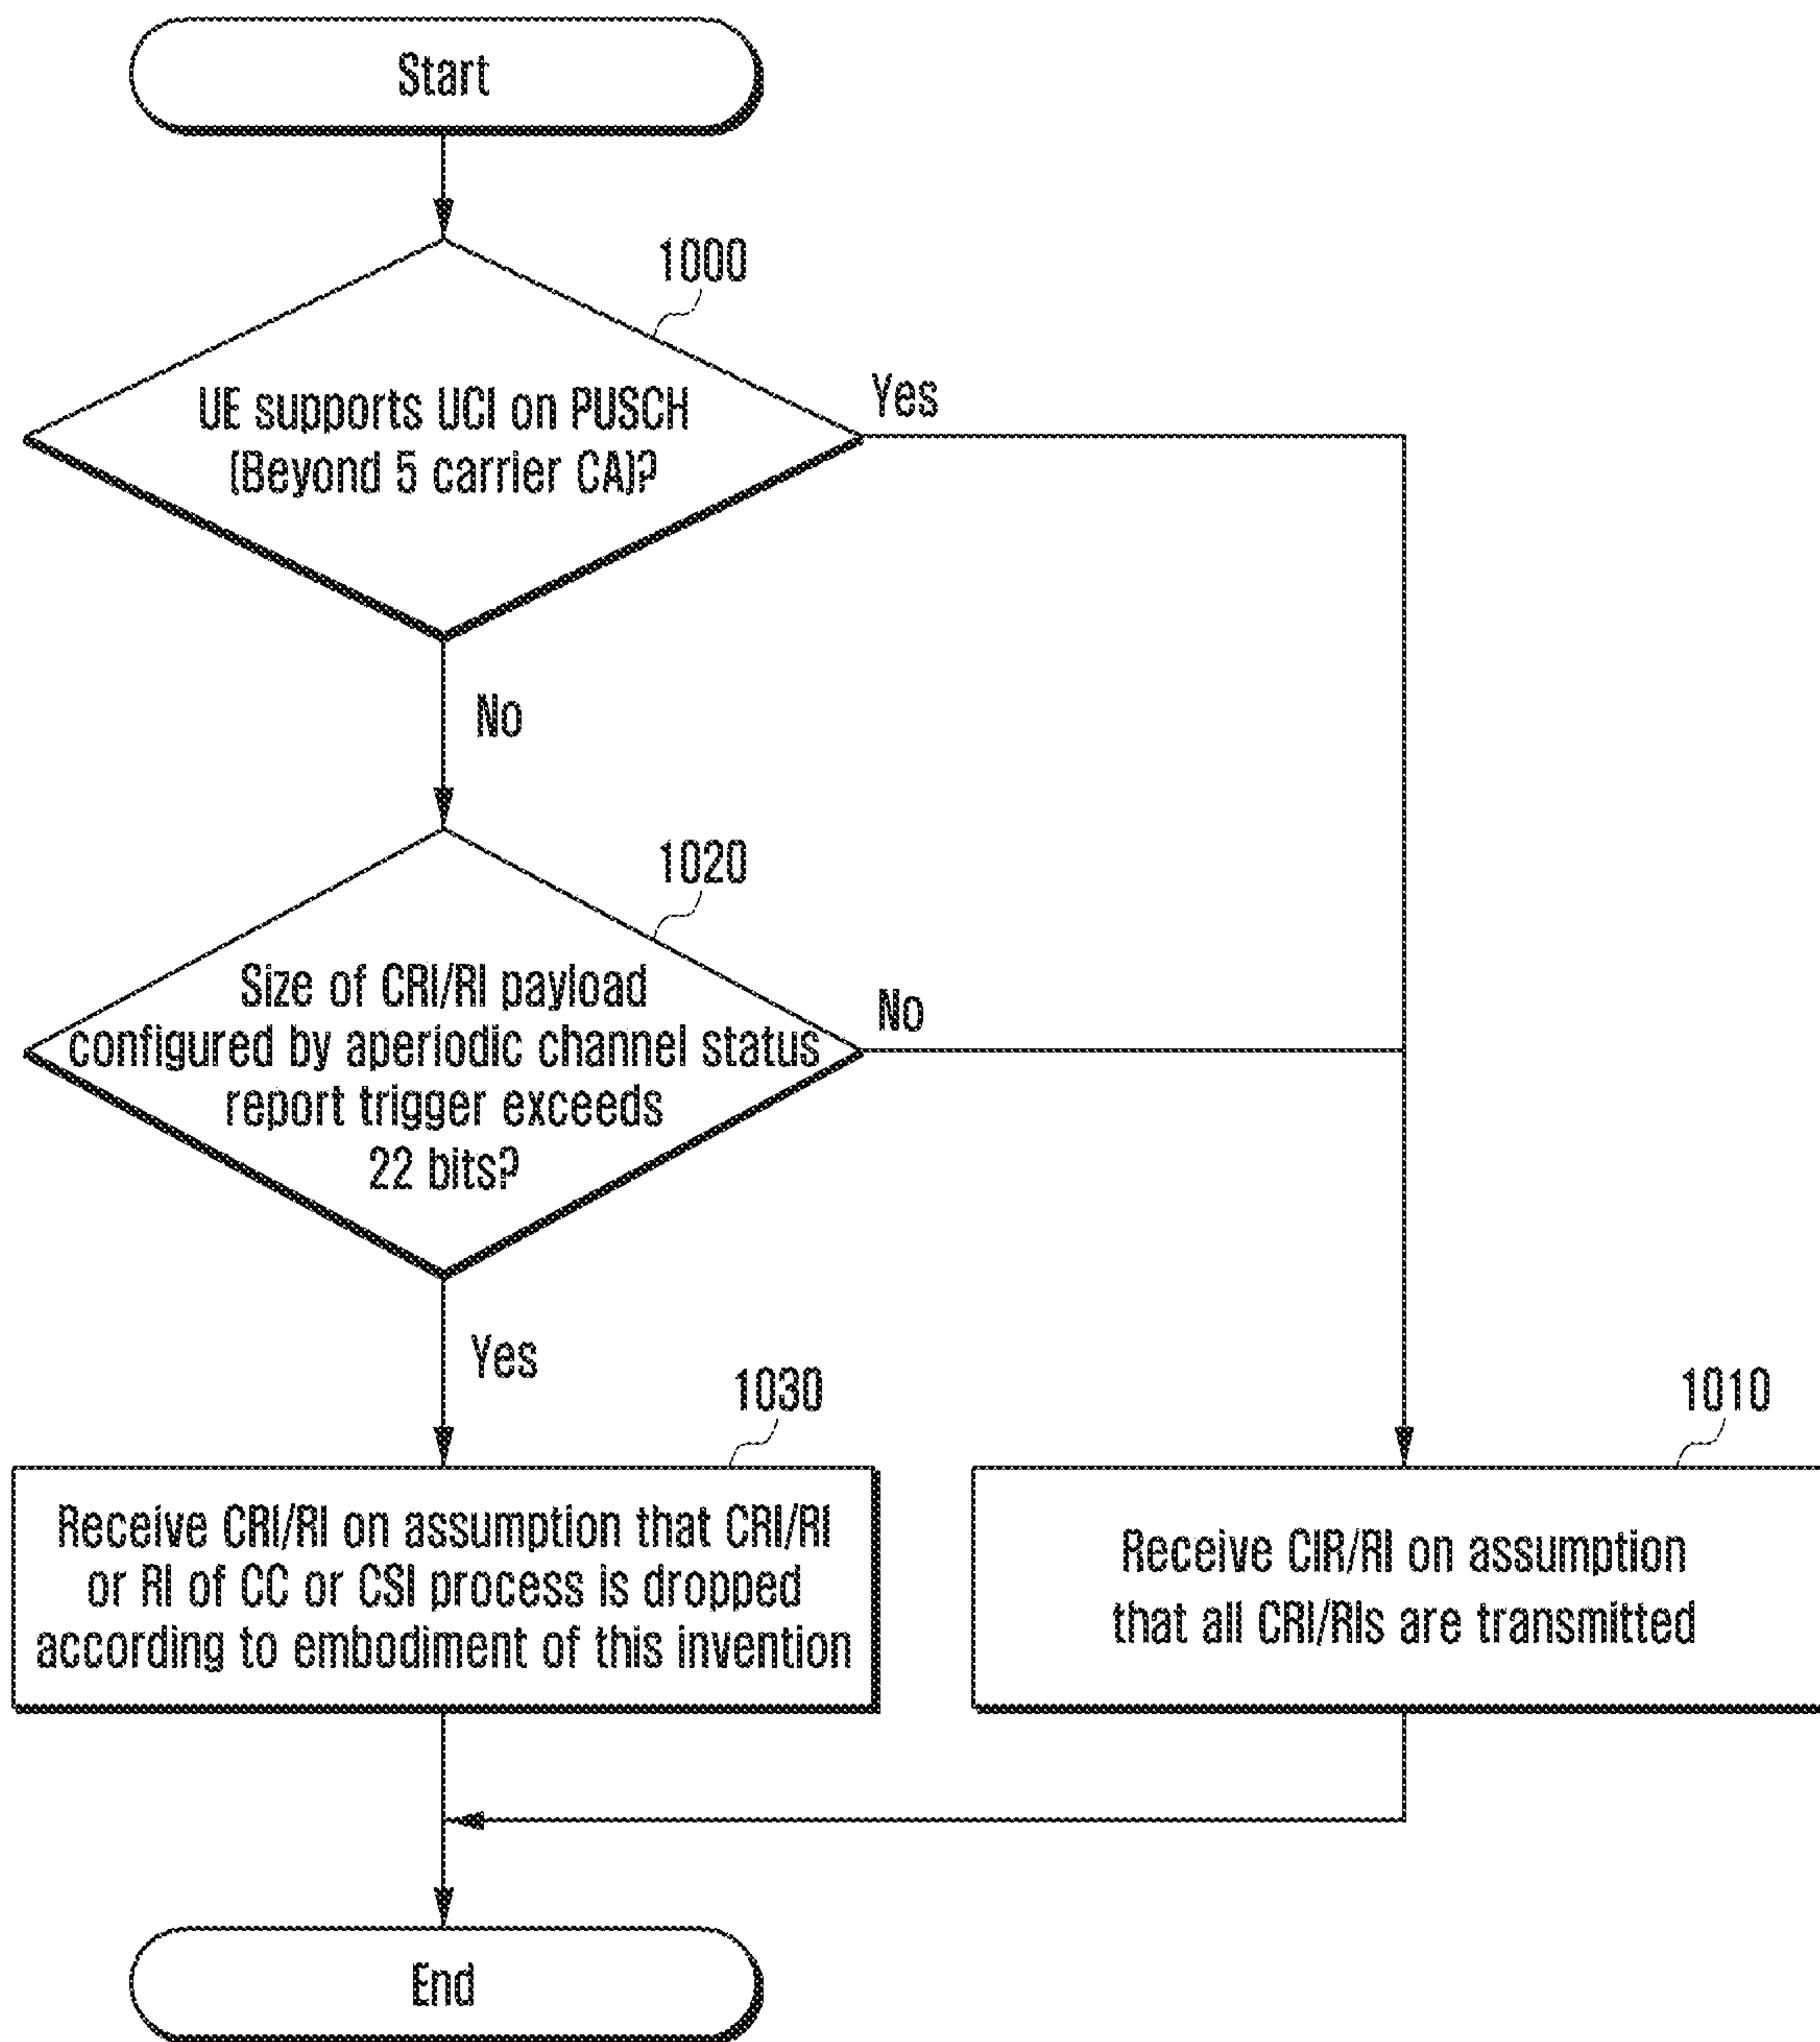 Start
1000
UE supports UCI on PUSCH
(Beyond 5 carrier CA)?
Yes
No
1020
Size of CRI/RI payload
configured by aperiodic channel status
report trigger exceeds
22 bits?
No
Yes
1030
Receive CRI/RI on assumption that CRI/RI
or RI of CC or CSI process is dropped
according to embodiment of this invention
1010
Receive CIR/RI on assumption
that all CRI/RIs are transmitted
End